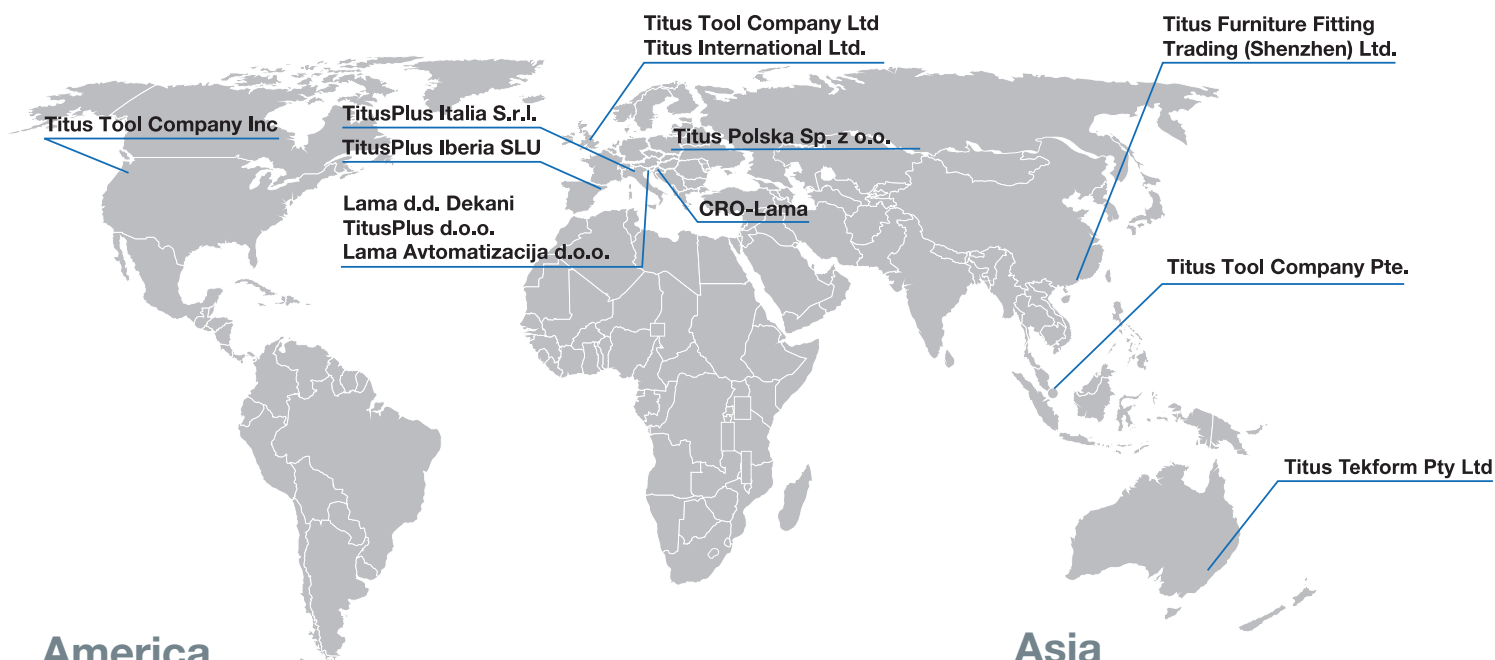 Titus Tool Company Ltd
Titus International Ltd.
Titus Furniture Fitting
Trading (Shenzhen) Ltd.
Titus Tool Company Inc
TitusPlus Italia S.r.l.
TitusPlus Iberia SLU
Titus Polska Sp. z o.o.
Lama d.d. Dekani
TitusPlus d.o.o.
Lama Avtomatizacija d.o.o.
CRO-Lama
Titus Tool Company Pte.
Titus Tekform Pty Ltd
America
Asia